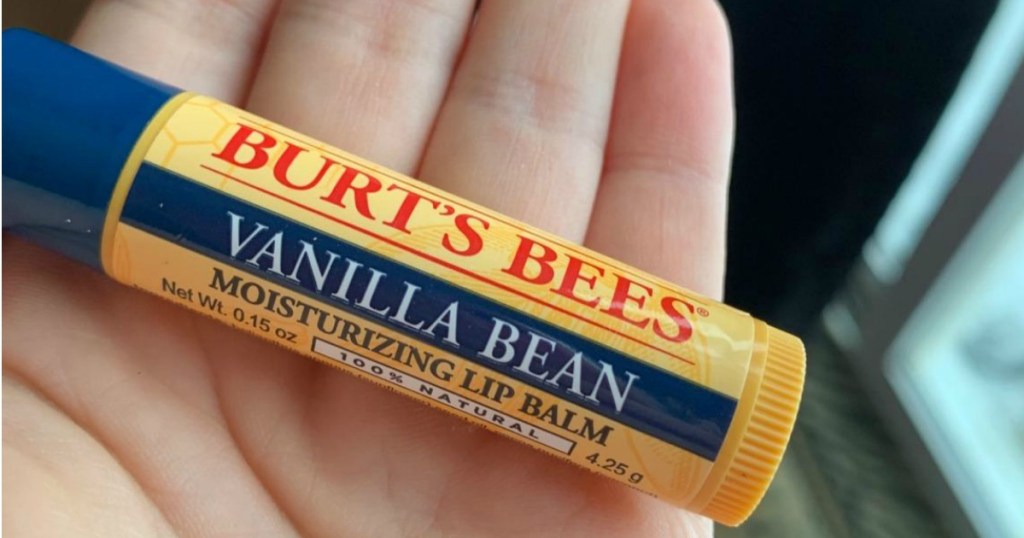 BURT'S BEES®
VANILLA BEAN
MOISTURIZING LIP BALM
Net Wt. 0.15 oz
100% NATURAL
4.25 g